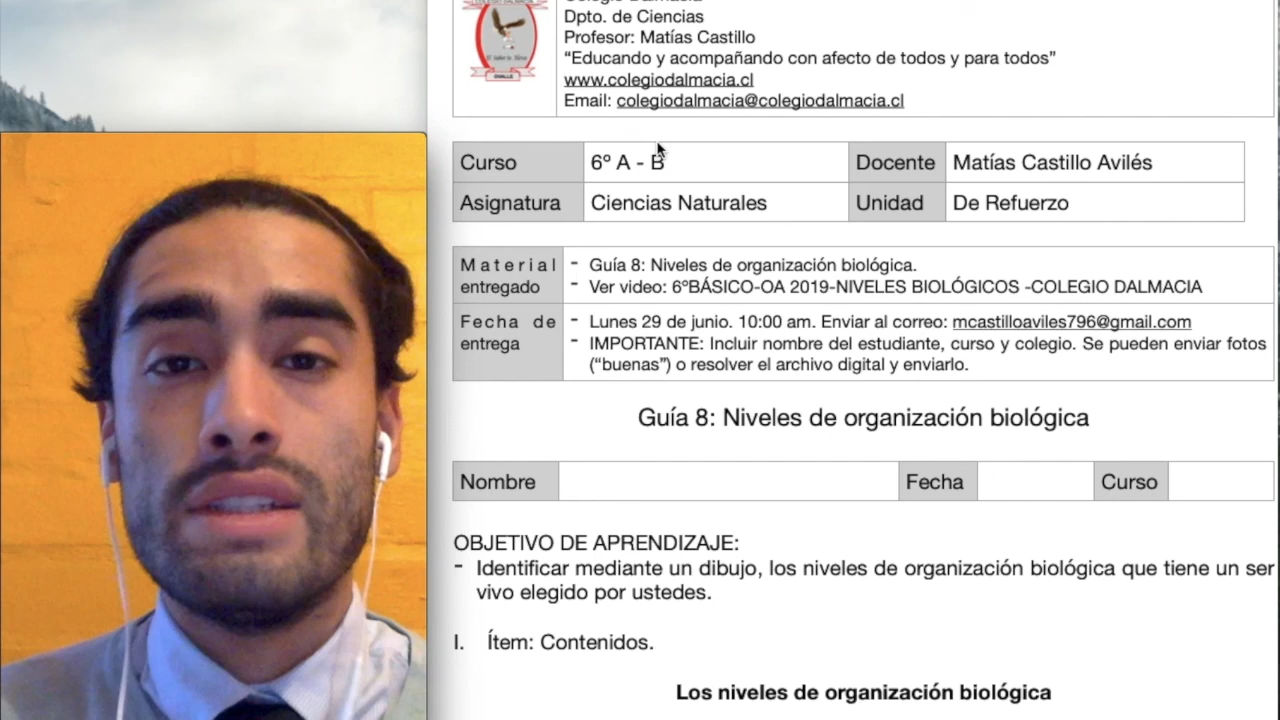 Colegio Dalmacia
Dpto. de Ciencias
Profesor: Matías Castillo
“Educando y acompañando con afecto de todos y para todos”
www.colegiodalmacia.cl
Email: colegiodalmacia@colegiodalmacia.cl
OVALLE
Curso 6º A - B Docente Matías Castillo Avilés
Asignatura Ciencias Naturales Unidad De Refuerzo
Material entregado
- Guía 8: Niveles de organización biológica.
- Ver video: 6ºBÁSICO-OA 2019-NIVELES BIOLÓGICOS -COLEGIO DALMACIA
Fecha de entrega
- Lunes 29 de junio. 10:00 am. Enviar al correo: mcastilloaviles796@gmail.com
- IMPORTANTE: Incluir nombre del estudiante, curso y colegio. Se pueden enviar fotos
(“buenas”) o resolver el archivo digital y enviarlo.
Guía 8: Niveles de organización biológica
Nombre Fecha Curso
OBJETIVO DE APRENDIZAJE:
- Identificar mediante un dibujo, los niveles de organización biológica que tiene un ser
vivo elegido por ustedes.
I. Ítem: Contenidos.
Los niveles de organización biológica